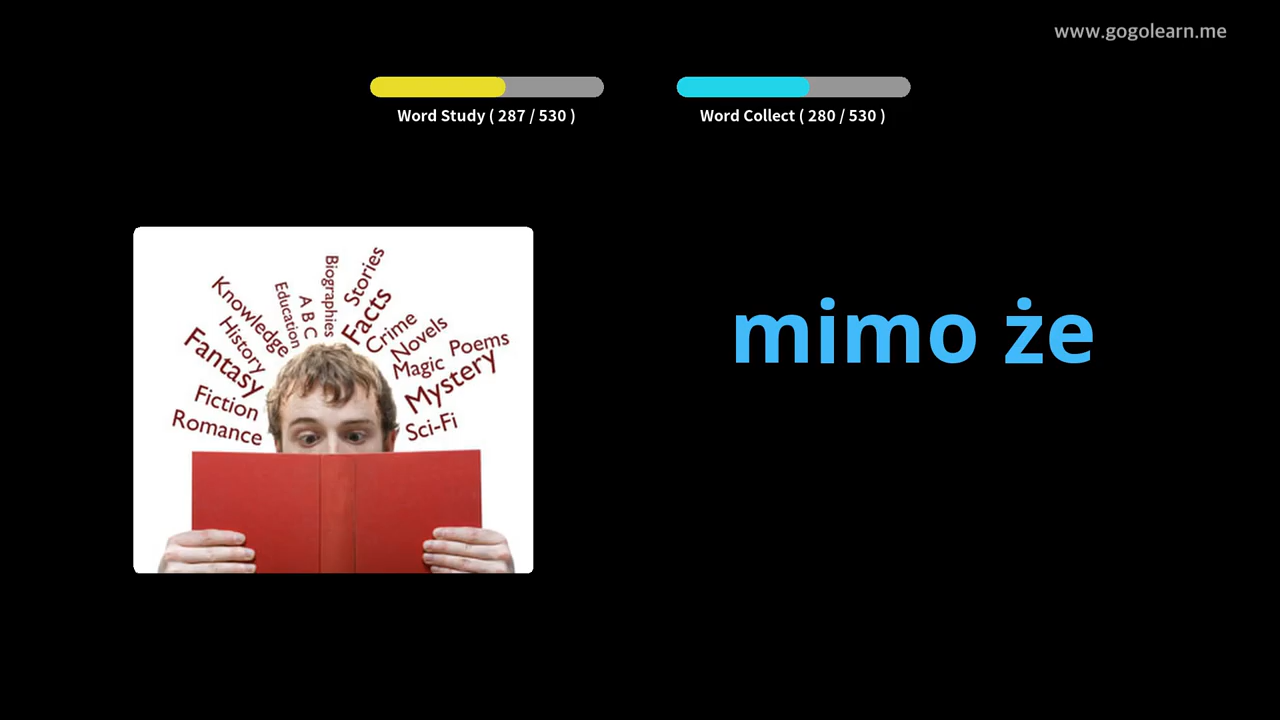 www.gogolearn.me
Word Study ( 287 / 530 )
Word Collect ( 280 / 530 )
Biographies
Stories
Education
A B C
Facts
Knowledge
Crime
History
Novels
Fantasy
Magic
Poems
Mystery
Fiction
Romance
Sci-Fi
mimo że